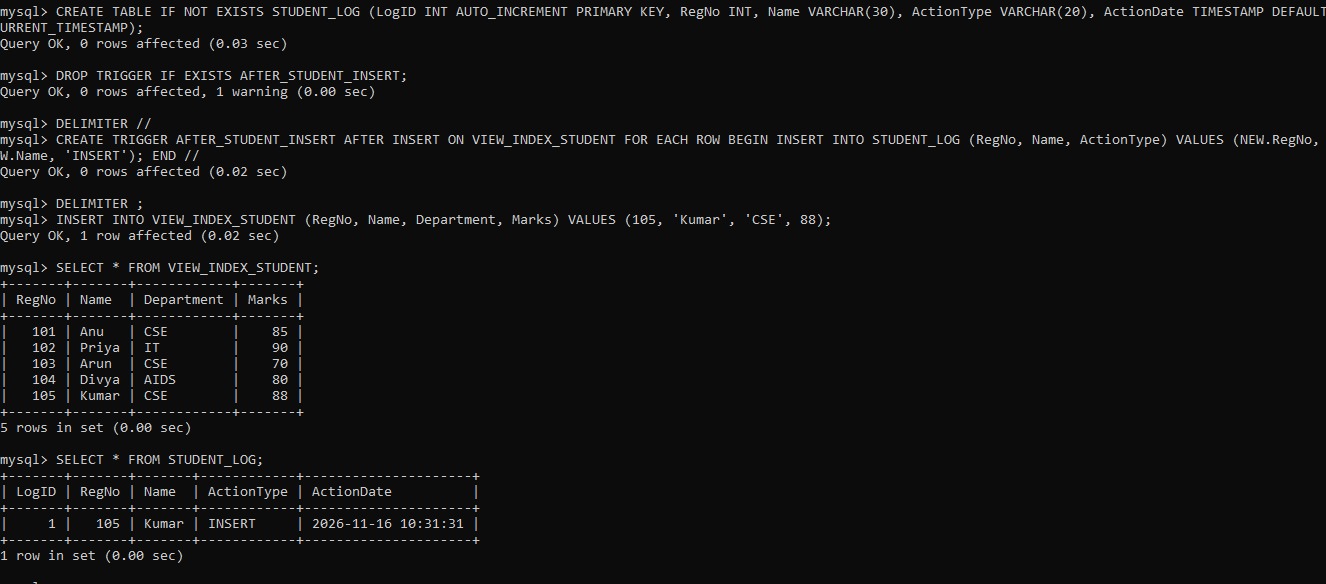 mysql> CREATE TABLE IF NOT EXISTS STUDENT_LOG (LogID INT AUTO_INCREMENT PRIMARY KEY, RegNo INT, Name VARCHAR(30), ActionType VARCHAR(20), ActionDate TIMESTAMP DEFAULT
URRENT_TIMESTAMP);
Query OK, 0 rows affected (0.03 sec)
mysql> DROP TRIGGER IF EXISTS AFTER_STUDENT_INSERT;
Query OK, 0 rows affected, 1 warning (0.00 sec)
mysql> DELIMITER //
mysql> CREATE TRIGGER AFTER_STUDENT_INSERT AFTER INSERT ON VIEW_INDEX_STUDENT FOR EACH ROW BEGIN INSERT INTO STUDENT_LOG (RegNo, Name, ActionType) VALUES (NEW.RegNo,
W.Name, 'INSERT'); END //
Query OK, 0 rows affected (0.02 sec)
mysql> DELIMITER ;
mysql> INSERT INTO VIEW_INDEX_STUDENT (RegNo, Name, Department, Marks) VALUES (105, 'Kumar', 'CSE', 88);
Query OK, 1 row affected (0.02 sec)
mysql> SELECT * FROM VIEW_INDEX_STUDENT;
+-------+-------+------------+-------+
| RegNo | Name  | Department | Marks |
+-------+-------+------------+-------+
|   101 | Anu   | CSE        |    85 |
|   102 | Priya | IT         |    90 |
|   103 | Arun  | CSE        |    70 |
|   104 | Divya | AIDS       |    80 |
|   105 | Kumar | CSE        |    88 |
+-------+-------+------------+-------+
5 rows in set (0.00 sec)
mysql> SELECT * FROM STUDENT_LOG;
+-------+-------+-------+------------+---------------------+
| LogID | RegNo | Name  | ActionType | ActionDate          |
+-------+-------+-------+------------+---------------------+
|     1 |   105 | Kumar | INSERT     | 2026-11-16 10:31:31 |
+-------+-------+-------+------------+---------------------+
1 row in set (0.00 sec)